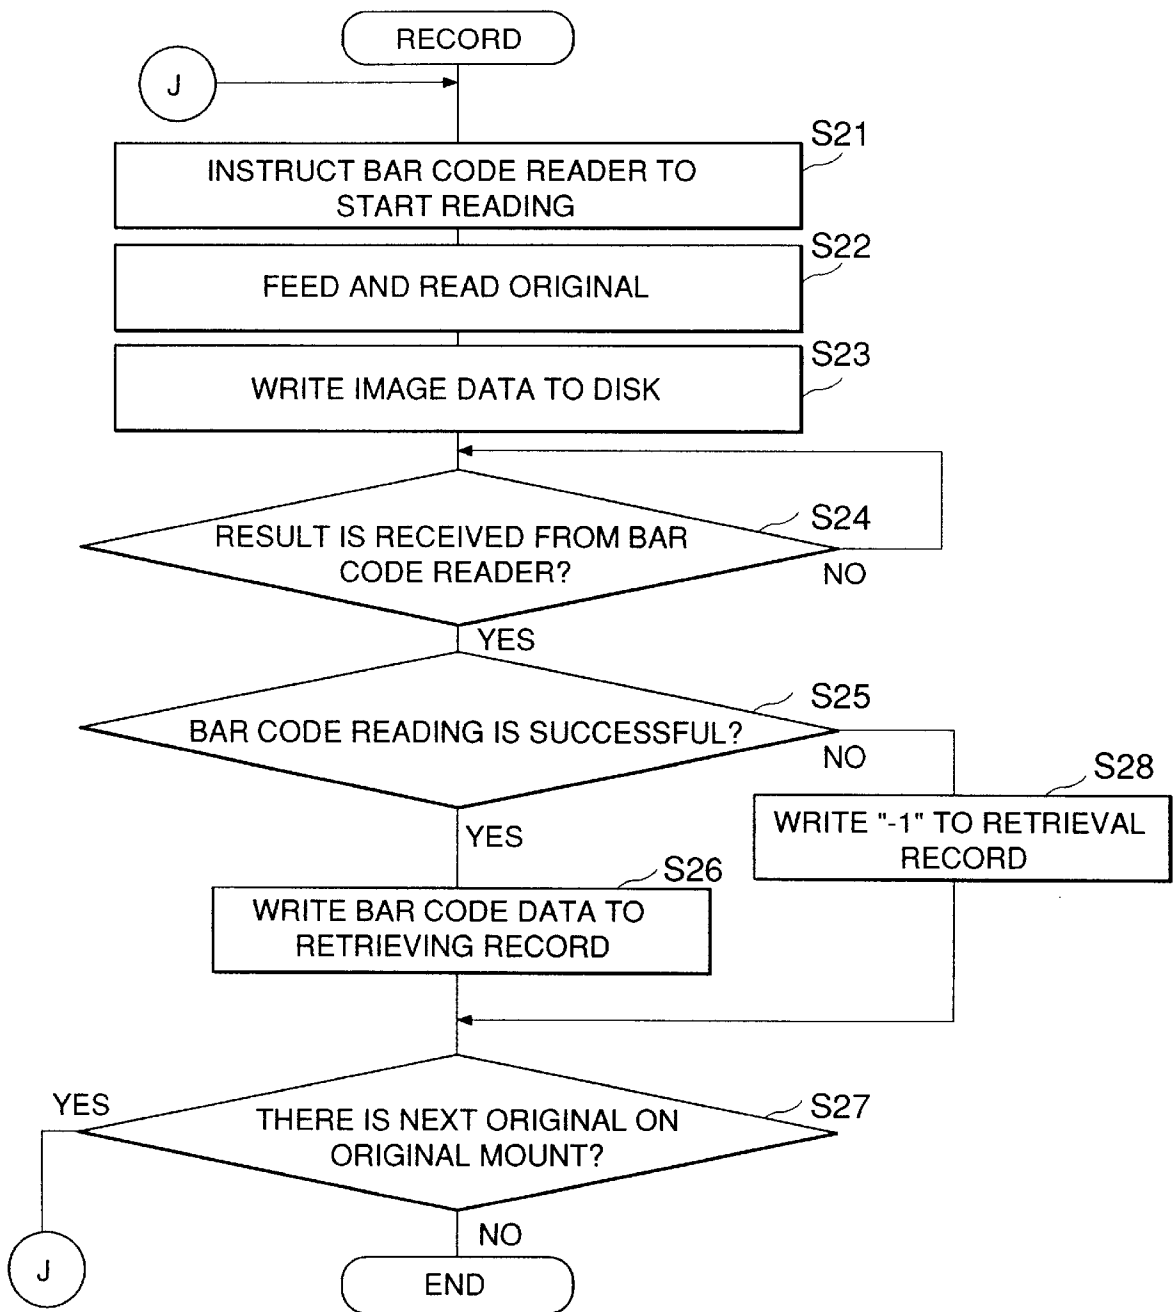 RECORD
J
S21
INSTRUCT BAR CODE READER TO
START READING
S22
FEED AND READ ORIGINAL
S23
WRITE IMAGE DATA TO DISK
S24
RESULT IS RECEIVED FROM BAR
CODE READER?
NO
YES
S25
BAR CODE READING IS SUCCESSFUL?
NO
S28
WRITE "-1" TO RETRIEVAL
RECORD
YES
S26
WRITE BAR CODE DATA TO
RETRIEVING RECORD
YES
S27
THERE IS NEXT ORIGINAL ON
ORIGINAL MOUNT?
NO
J
END